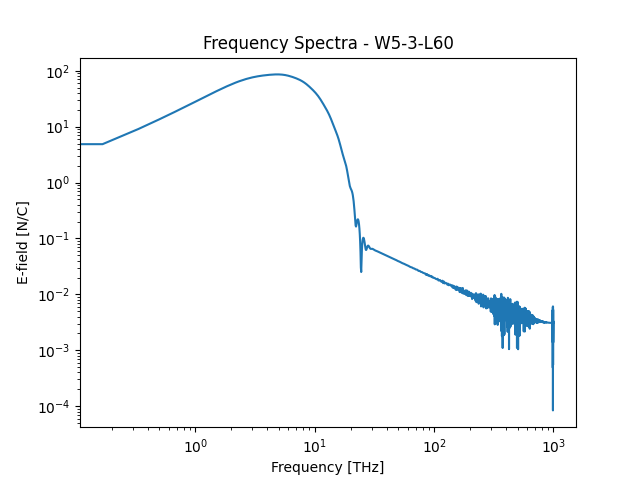 Frequency Spectra - W5-3-L60
E-field [N/C]
10²
10¹
10⁰
10⁻¹
10⁻²
10⁻³
10⁻⁴
10⁰ 10¹ 10² 10³
Frequency [THz]